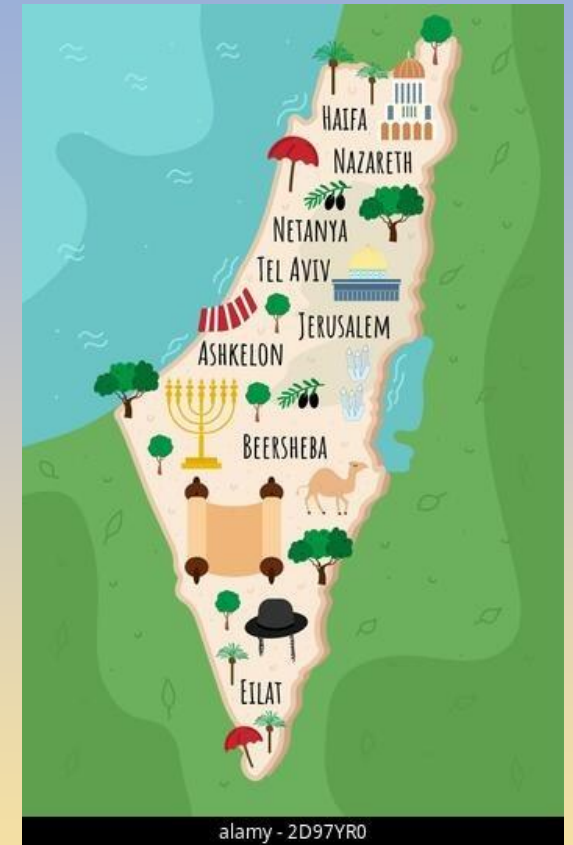 HAIFA
NAZARETH
NETANYA
TEL AVIV
JERUSALEM
ASHKELON
BEERSHEBA
EILAT
alamy - 2D97YR0